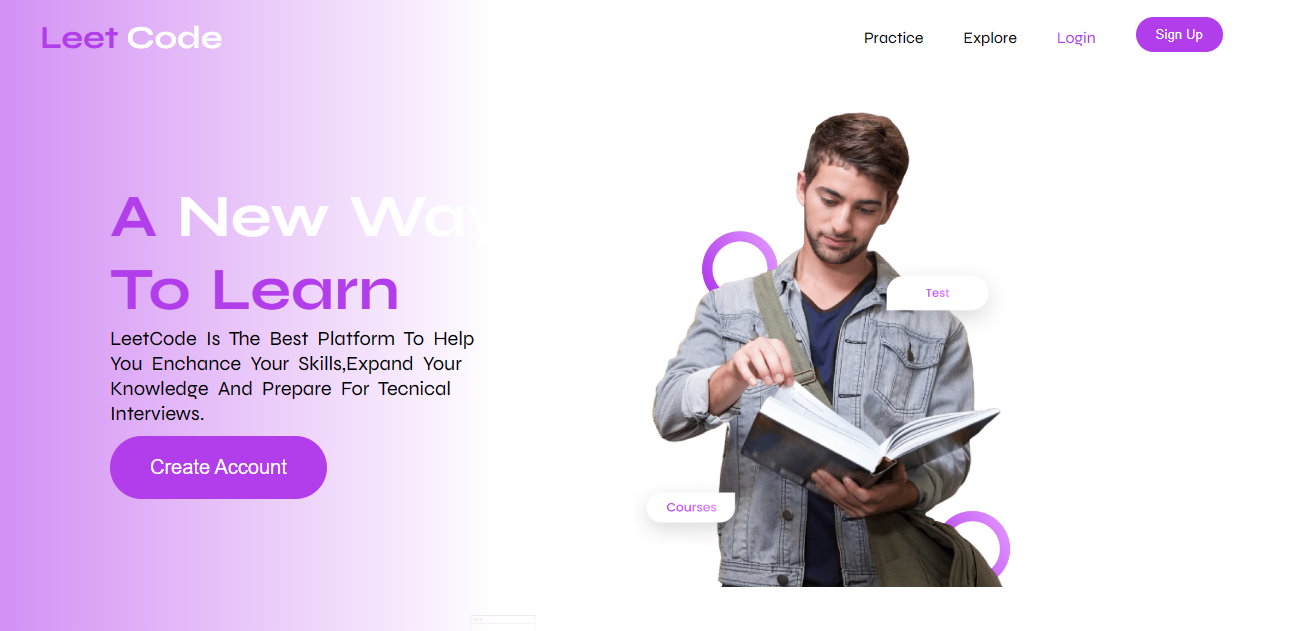 Leet Code
Practice
Explore
Login
Sign Up
A New Way
To Learn
LeetCode Is The Best Platform To Help
You Enchance Your Skills,Expand Your
Knowledge And Prepare For Tecnical
Interviews.
Create Account
Test
Courses